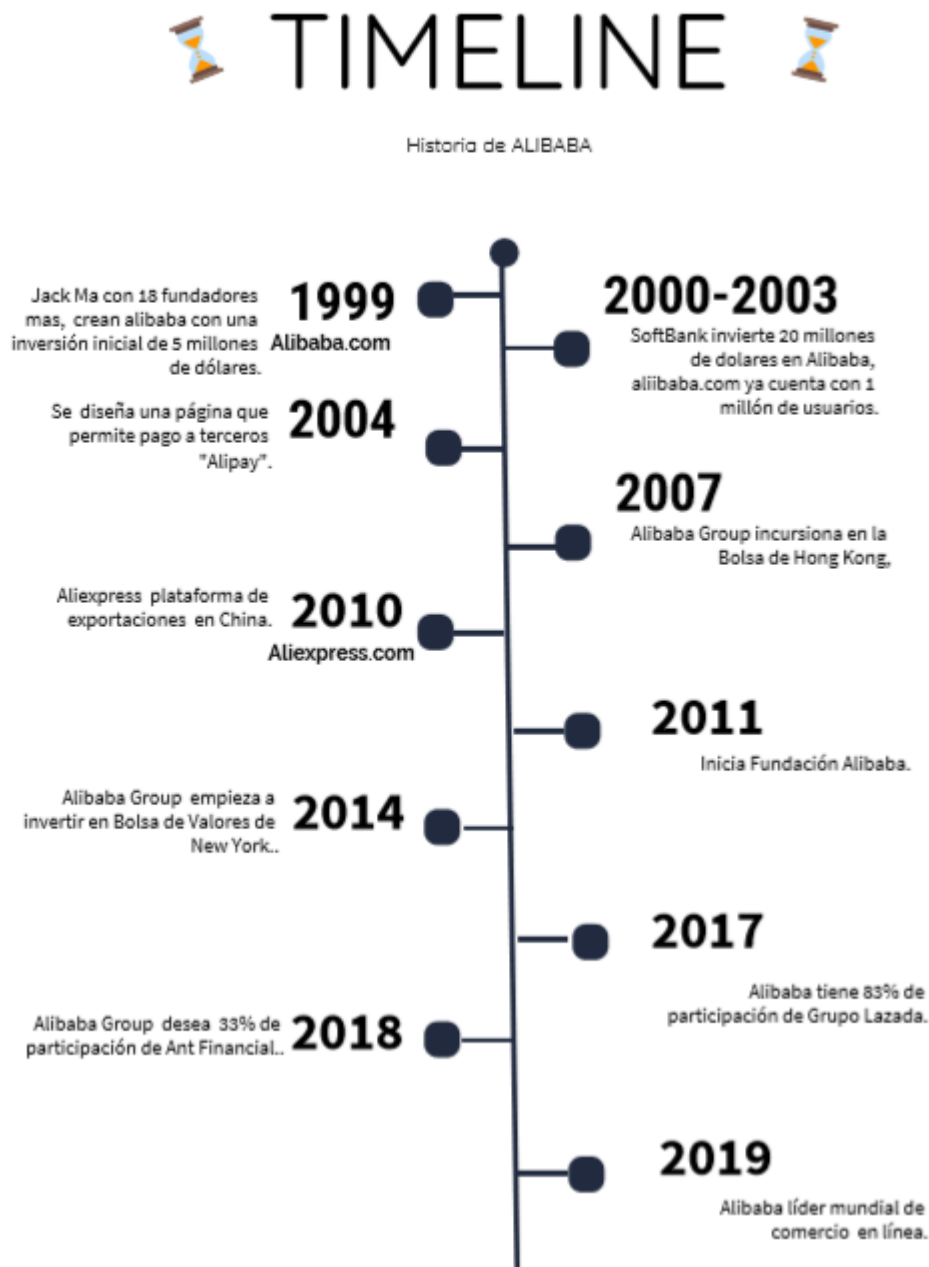 TIMELINE
Historia de ALIBABA
1999
Alibaba.com
Jack Ma con 18 fundadores
mas, crean alibaba con una
inversión inicial de 5 millones
de dólares.
2000-2003
SoftBank invierte 20 millones
de dolares en Alibaba,
aliibaba.com ya cuenta con 1
millón de usuarios.
2004
Se diseña una página que
permite pago a terceros
"Alipay".
2007
Alibaba Group incursiona en la
Bolsa de Hong Kong,
2010
Aliexpress.com
Aliexpress plataforma de
exportaciones en China.
2011
Inicia Fundación Alibaba.
2014
Alibaba Group empieza a
invertir en Bolsa de Valores de
New York..
2017
Alibaba tiene 83% de
participación de Grupo Lazada.
2018
Alibaba Group desea 33% de
participación de Ant Financial..
2019
Alibaba líder mundial de
comercio en línea.